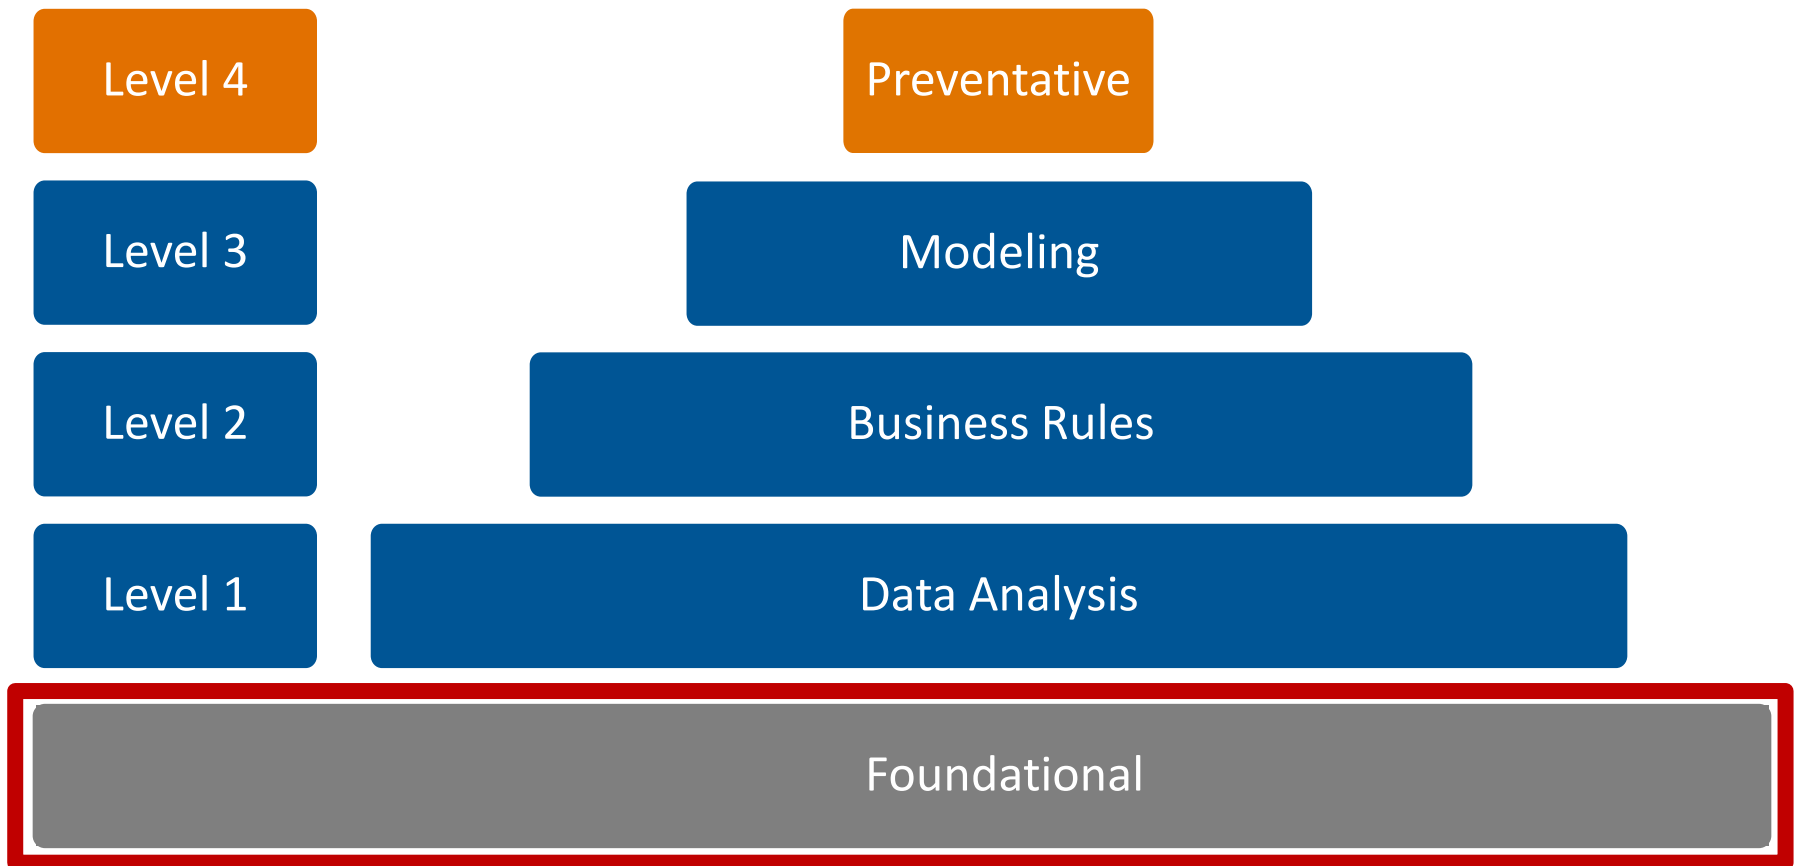 Level 4
Preventative
Level 3
Modeling
Level 2
Business Rules
Level 1
Data Analysis
Foundational